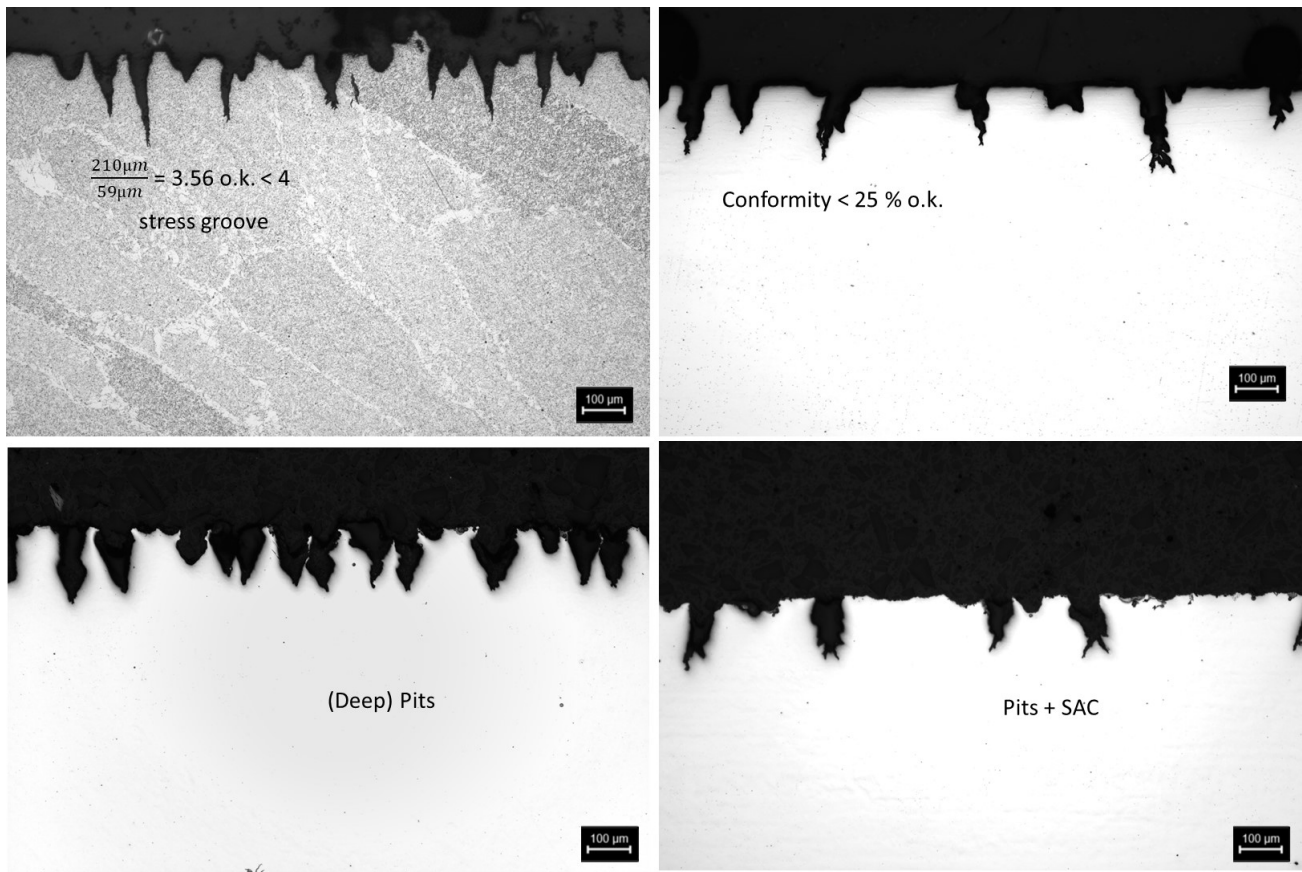 210μm
59μm
= 3.56 o.k. < 4
stress groove
100 μm
Conformity < 25 % o.k.
100 μm
(Deep) Pits
100 μm
Pits + SAC
100 μm